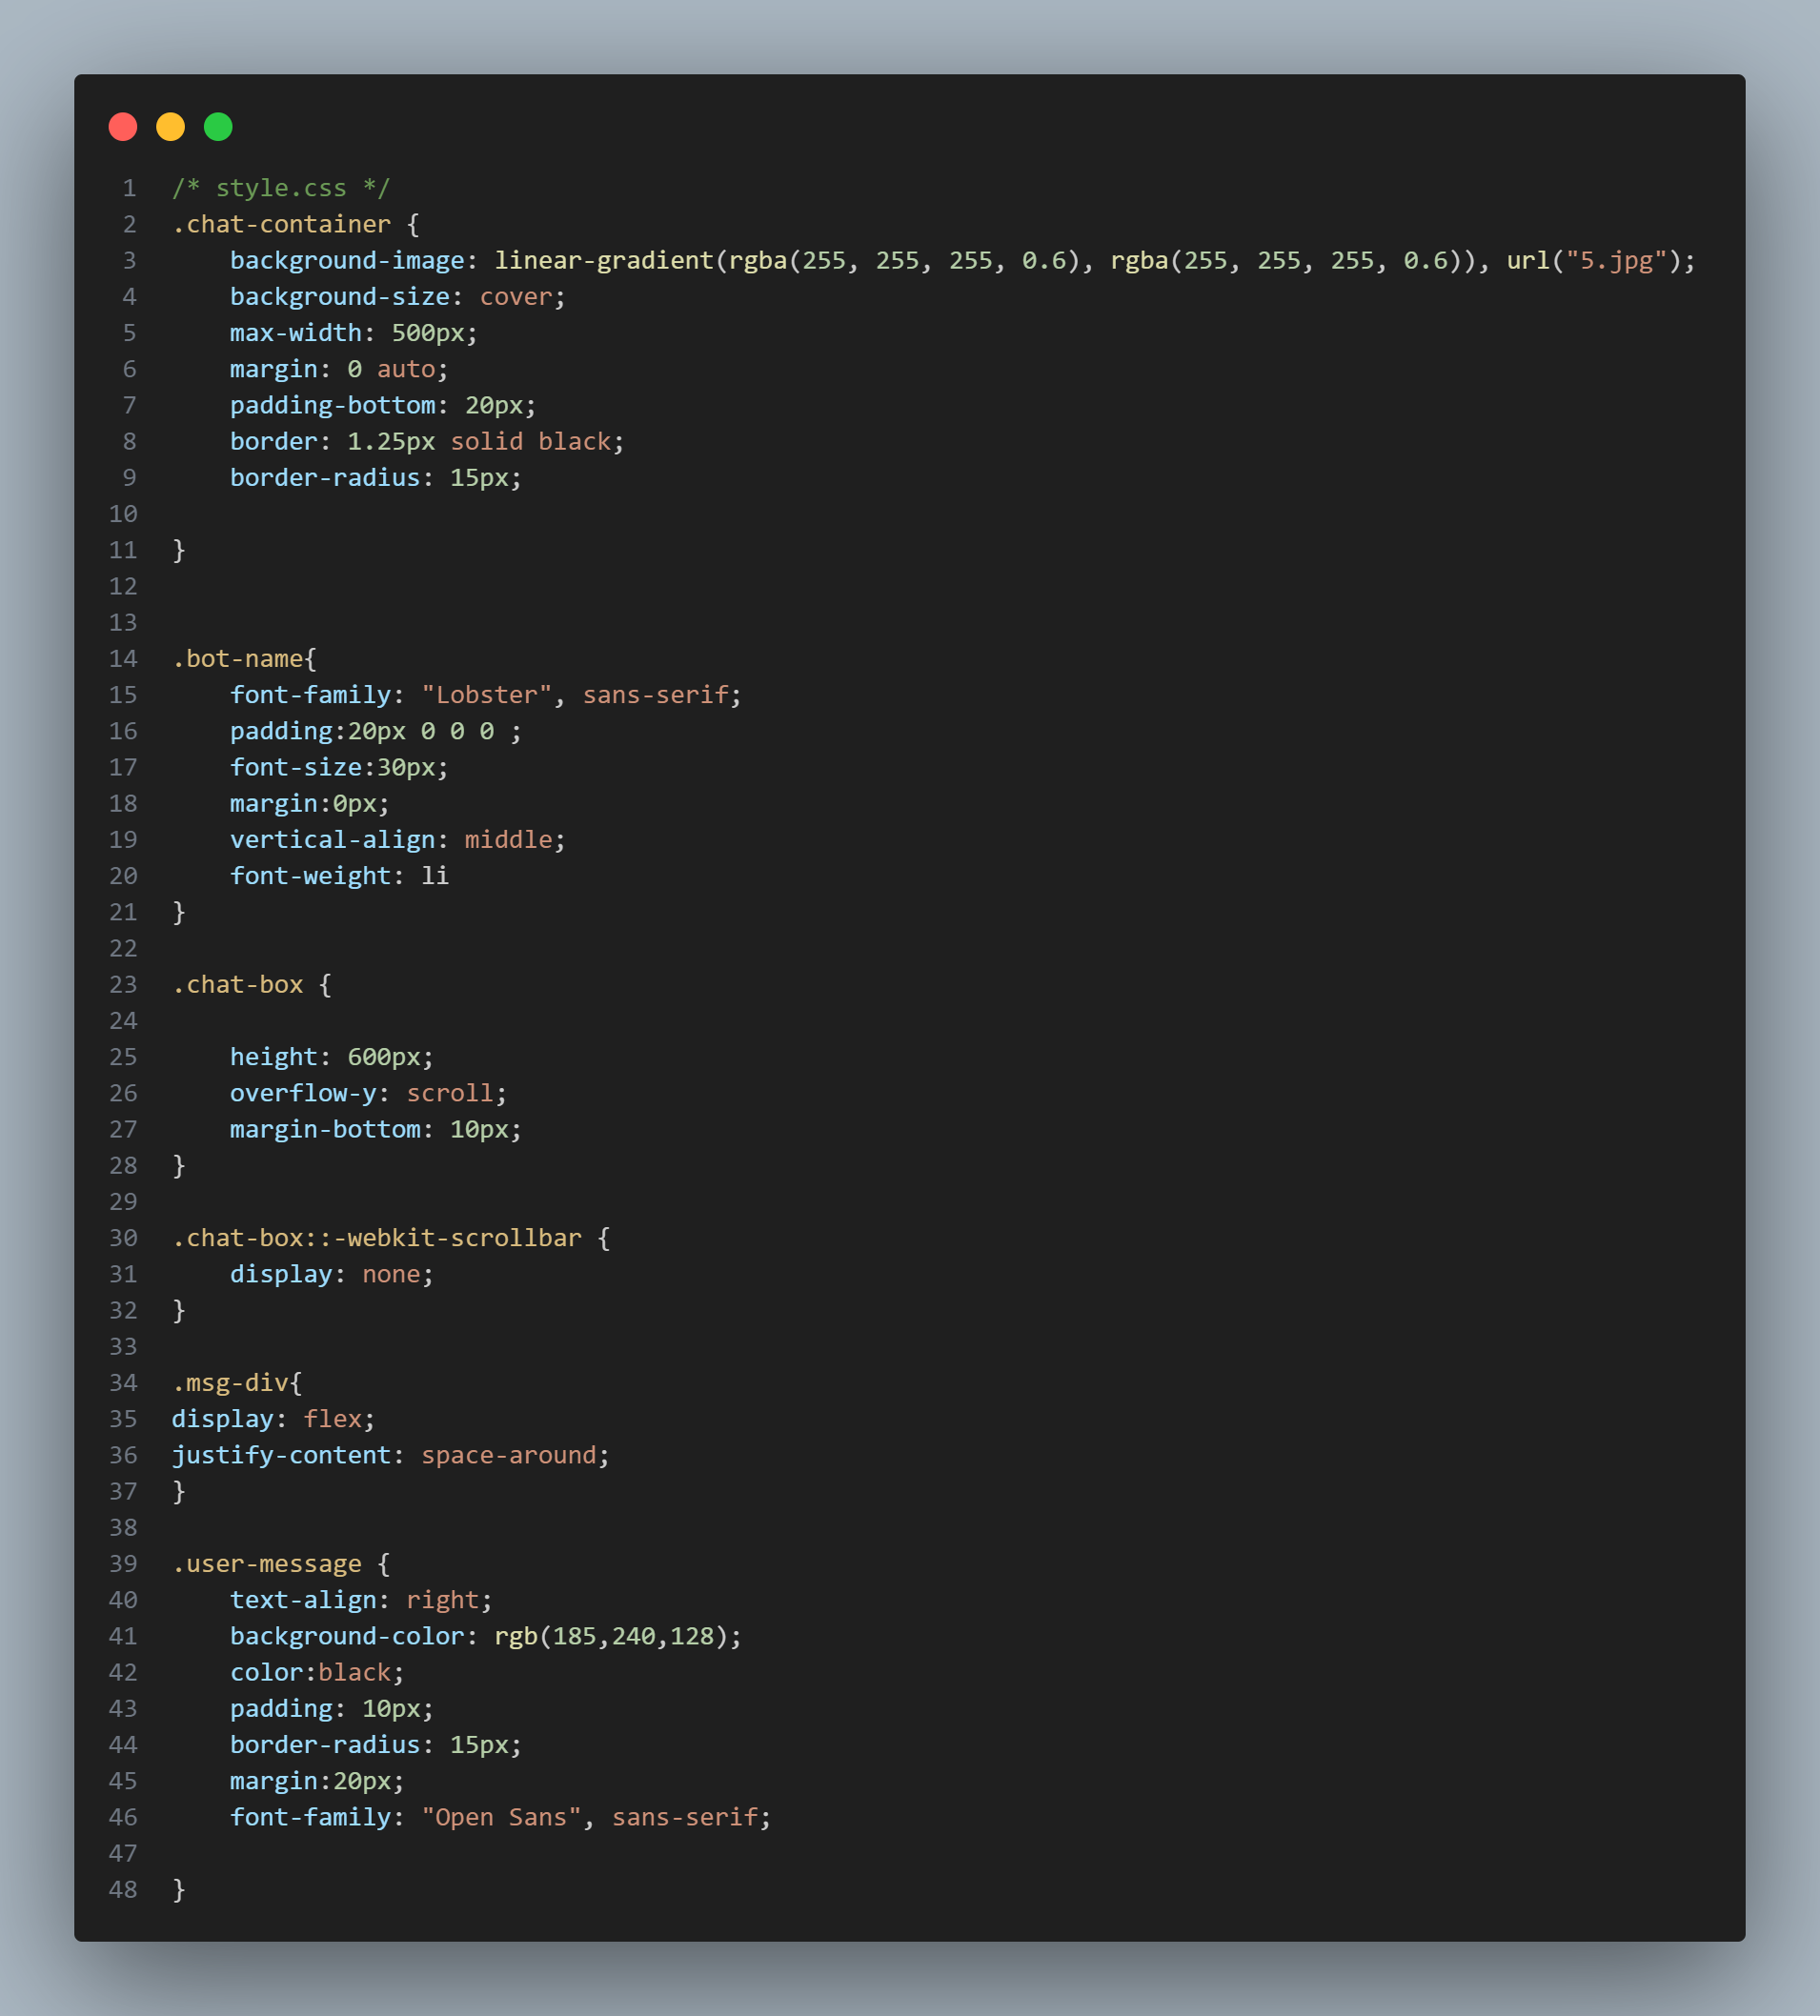 1 /* style.css */
2 .chat-container {
3     background-image: linear-gradient(rgba(255, 255, 255, 0.6), rgba(255, 255, 255, 0.6)), url("5.jpg");
4     background-size: cover;
5     max-width: 500px;
6     margin: 0 auto;
7     padding-bottom: 20px;
8     border: 1.25px solid black;
9     border-radius: 15px;
10
11 }
12
13
14 .bot-name{
15     font-family: "Lobster", sans-serif;
16     padding:20px 0 0 0 ;
17     font-size:30px;
18     margin:0px;
19     vertical-align: middle;
20     font-weight: li
21 }
22
23 .chat-box {
24
25     height: 600px;
26     overflow-y: scroll;
27     margin-bottom: 10px;
28 }
29
30 .chat-box::-webkit-scrollbar {
31     display: none;
32 }
33
34 .msg-div{
35 display: flex;
36 justify-content: space-around;
37 }
38
39 .user-message {
40     text-align: right;
41     background-color: rgb(185,240,128);
42     color:black;
43     padding: 10px;
44     border-radius: 15px;
45     margin:20px;
46     font-family: "Open Sans", sans-serif;
47
48 }